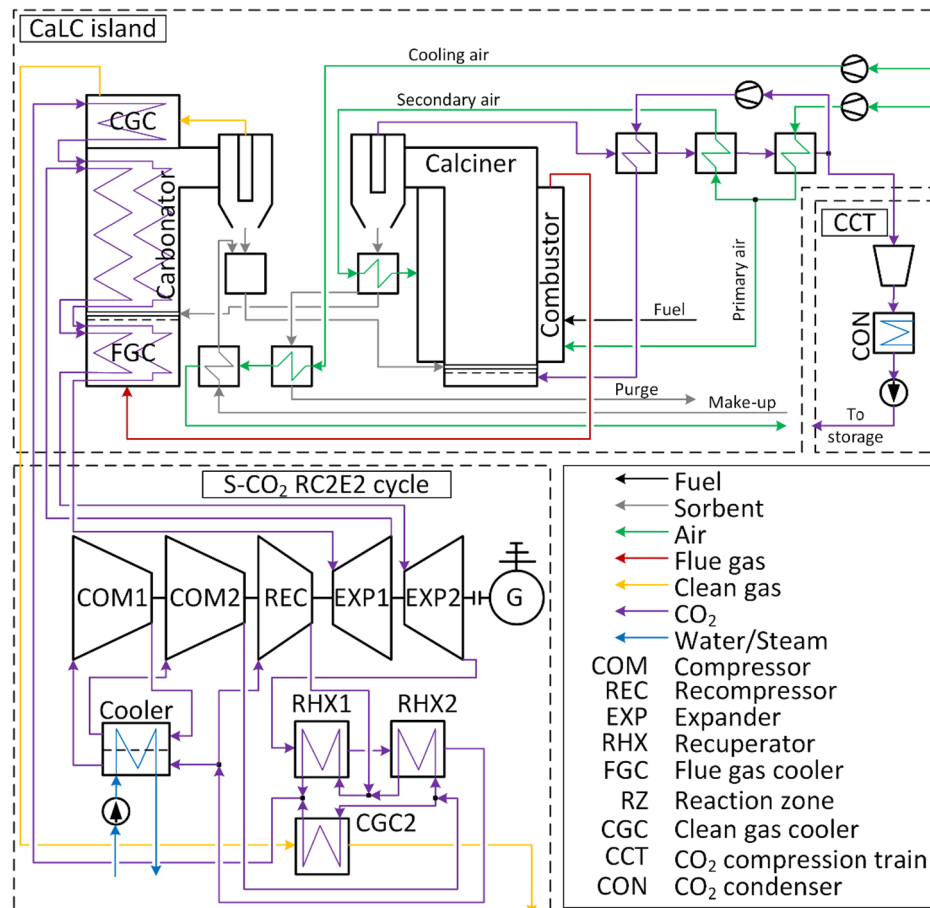 CaLC island
Cooling air
Secondary air
CGC
Calciner
Carbonator
Combustor
Primary air
CCT
Fuel
CON
FGC
Purge
Make-up
To
storage
S-CO₂ RC2E2 cycle
COM1
COM2
REC
EXP1
EXP2
G
Cooler
RHX1
RHX2
CGC2
Fuel
Sorbent
Air
Flue gas
Clean gas
CO₂
Water/Steam
COM Compressor
REC Recompressor
EXP Expander
RHX Recuperator
FGC Flue gas cooler
RZ Reaction zone
CGC Clean gas cooler
CCT CO₂ compression train
CON CO₂ condenser